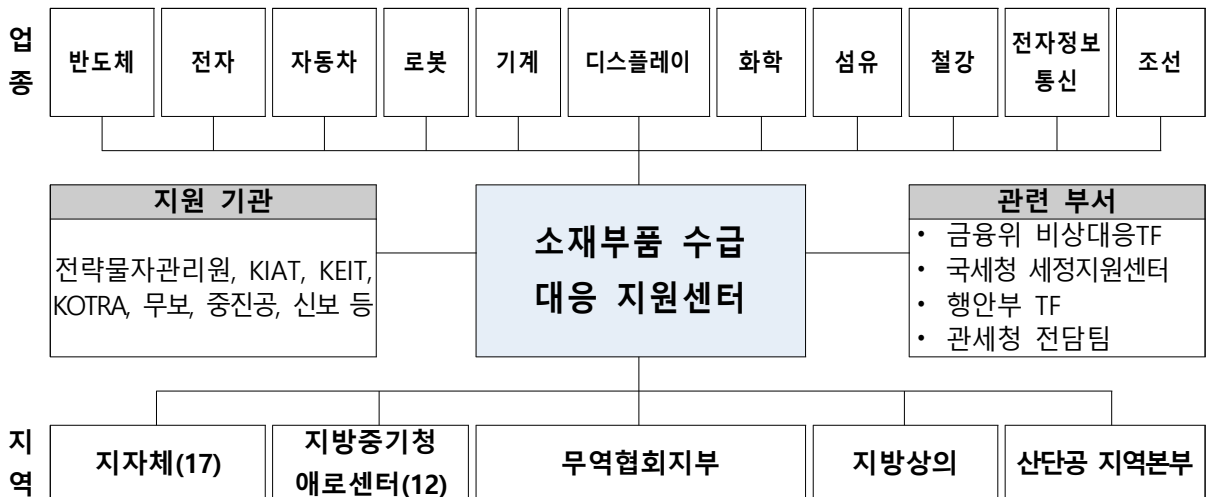 업
종
반도체
전자
자동차
로봇
기계
디스플레이
화학
섬유
철강
전자정보
통신
조선
지원 기관
전략물자관리원, KIAT, KEIT,
KOTRA, 무보, 중진공, 신보 등
소재부품 수급
대응 지원센터
관련 부서
• 금융위 비상대응TF
• 국세청 세정지원센터
• 행안부 TF
• 관세청 전담팀
지
역
지자체(17)
지방중기청
애로센터(12)
무역협회지부
지방상의
산단공 지역본부